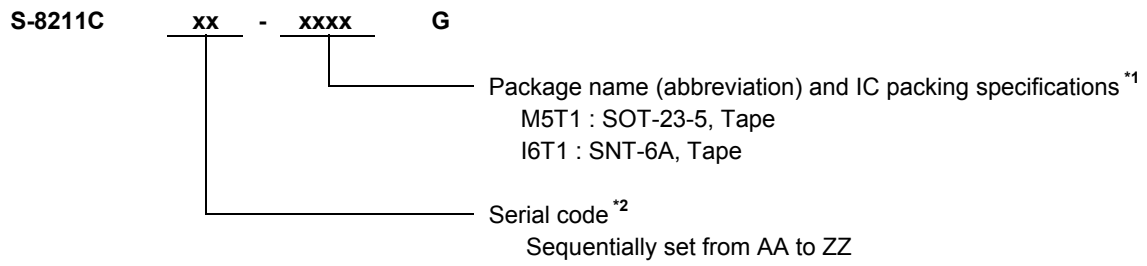 S-8211C xx - xxxx G
Package name (abbreviation) and IC packing specifications *1
M5T1 : SOT-23-5, Tape
I6T1 : SNT-6A, Tape
Serial code *2
Sequentially set from AA to ZZ